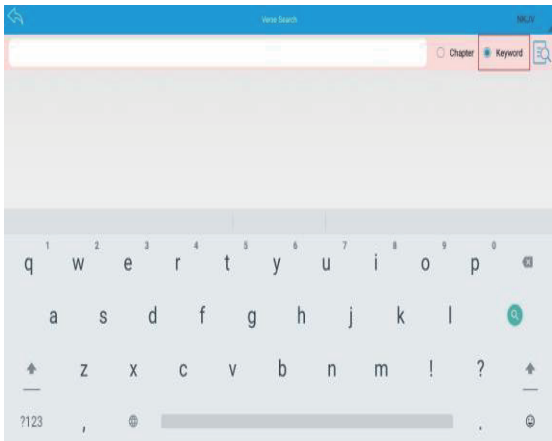 Verse Search NKJV
Chapter Keyword
1 2 3 4 5 6 7 8 9 0
q w e r t y u i o p
a s d f g h j k l
z x c v b n m ! ?
?123 , .